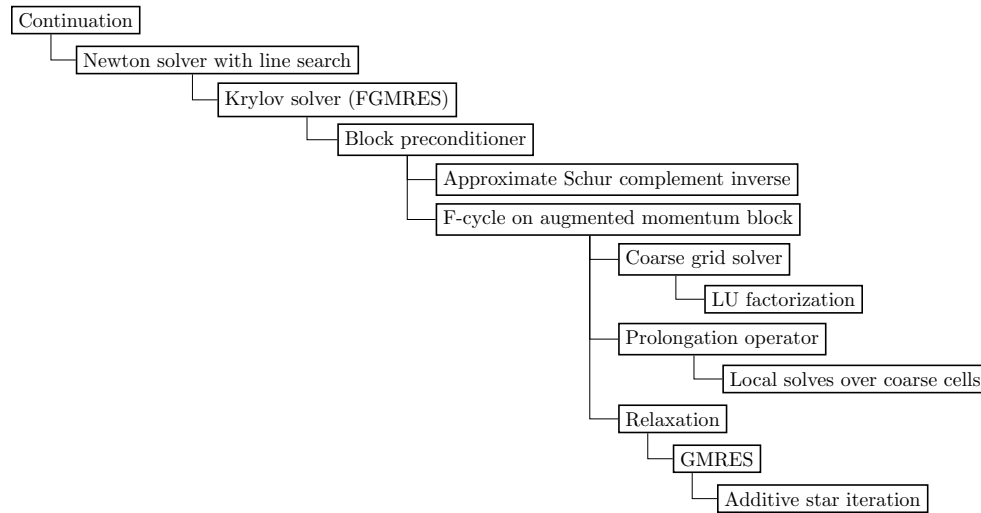 Continuation
Newton solver with line search
Krylov solver (FGMRES)
Block preconditioner
Approximate Schur complement inverse
F-cycle on augmented momentum block
Coarse grid solver
LU factorization
Prolongation operator
Local solves over coarse cells
Relaxation
GMRES
Additive star iteration